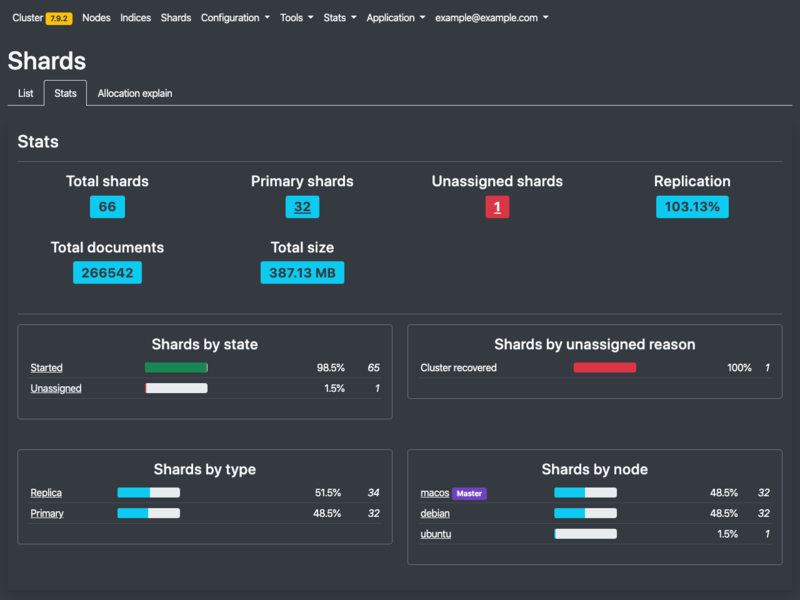 Cluster 7.9.2 Nodes Indices Shards Configuration Tools Stats Application example@example.com
Shards
List Stats Allocation explain
Stats
Total shards Primary shards Unassigned shards Replication
66 32 1 103.13%
Total documents Total size
266542 387.13 MB
Shards by state
Started 98.5% 65
Unassigned 1.5% 1
Shards by unassigned reason
Cluster recovered 100% 1
Shards by type
Replica 51.5% 34
Primary 48.5% 32
Shards by node
macos Master 48.5% 32
debian 48.5% 32
ubuntu 1.5% 1